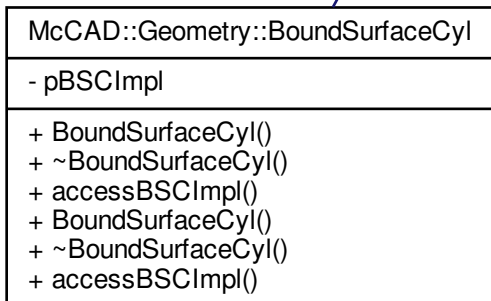 McCAD::Geometry::BoundSurfaceCyl
- pBSCImpl
+ BoundSurfaceCyl()
+ ~BoundSurfaceCyl()
+ accessBSCImpl()
+ BoundSurfaceCyl()
+ ~BoundSurfaceCyl()
+ accessBSCImpl()